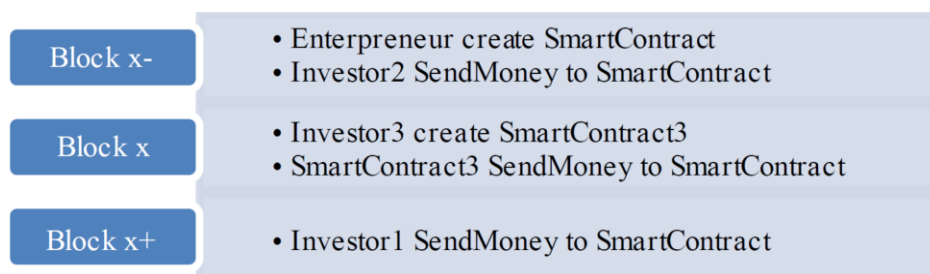 Block x-
• Enterpreneur create SmartContract
• Investor2 SendMoney to SmartContract
Block x
• Investor3 create SmartContract3
• SmartContract3 SendMoney to SmartContract
Block x+
• Investor1 SendMoney to SmartContract